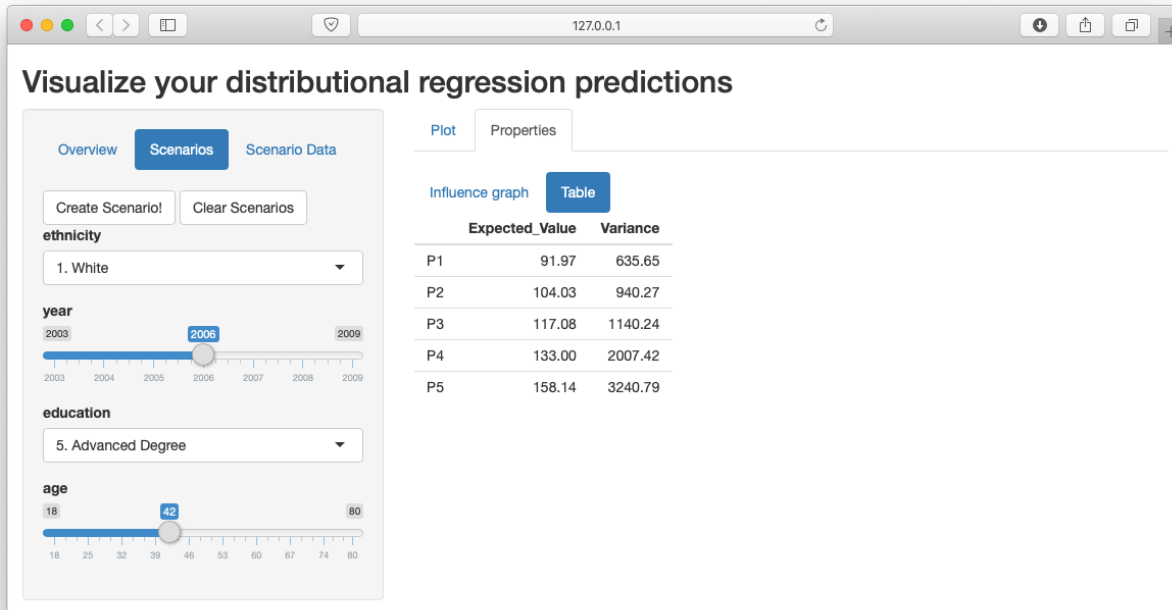 127.0.0.1
Visualize your distributional regression predictions
Overview Scenarios Scenario Data
Create Scenario! Clear Scenarios
ethnicity
1. White
year
2003 2006 2009
2003 2004 2005 2006 2007 2008 2009
education
5. Advanced Degree
age
18 42 80
18 25 32 39 46 53 60 67 74 80
Plot Properties
Influence graph Table
Expected_Value Variance
P1 91.97 635.65
P2 104.03 940.27
P3 117.08 1140.24
P4 133.00 2007.42
P5 158.14 3240.79